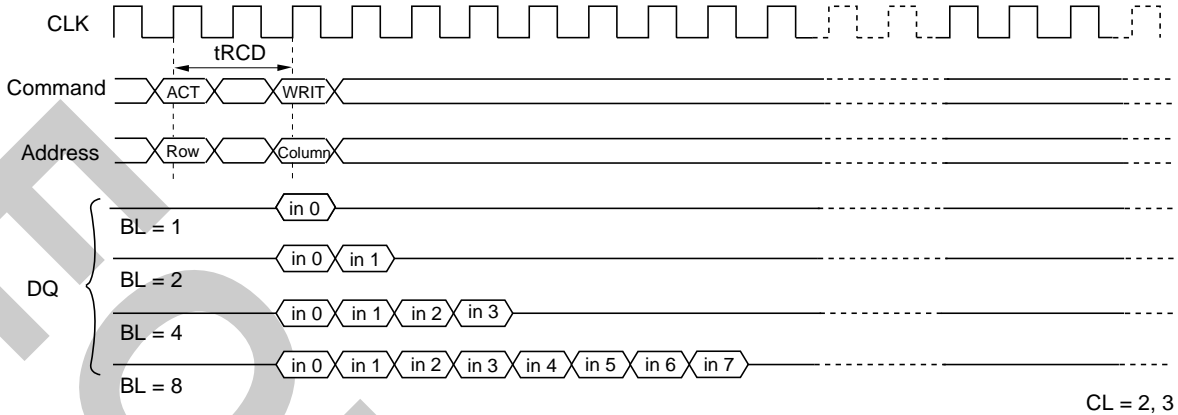 CLK
tRCD
Command ACT WRIT
Address Row Column
DQ
in 0
BL = 1
in 0 in 1
BL = 2
in 0 in 1 in 2 in 3
BL = 4
in 0 in 1 in 2 in 3 in 4 in 5 in 6 in 7
BL = 8
CL = 2, 3